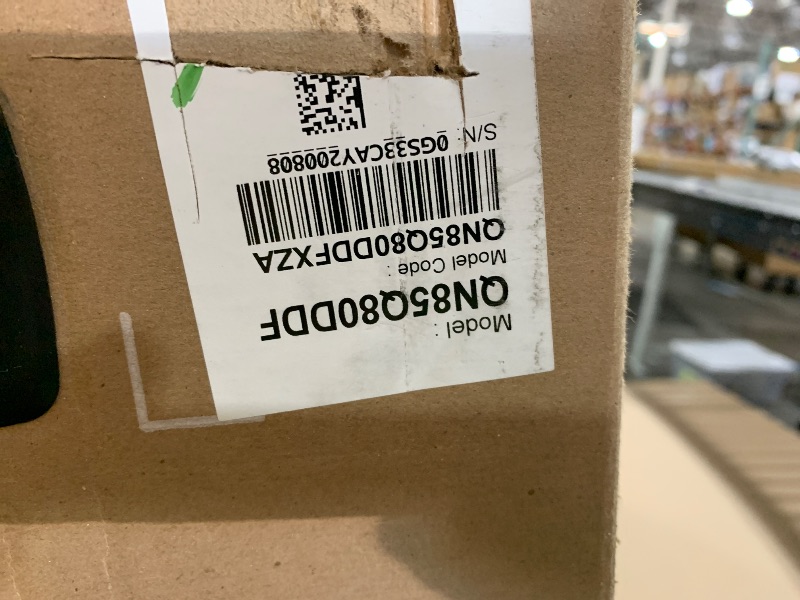 Model :
QN85Q80DDF
Model Code :
QN85Q80DDFXZA
S/N: 0GS33CAY200808